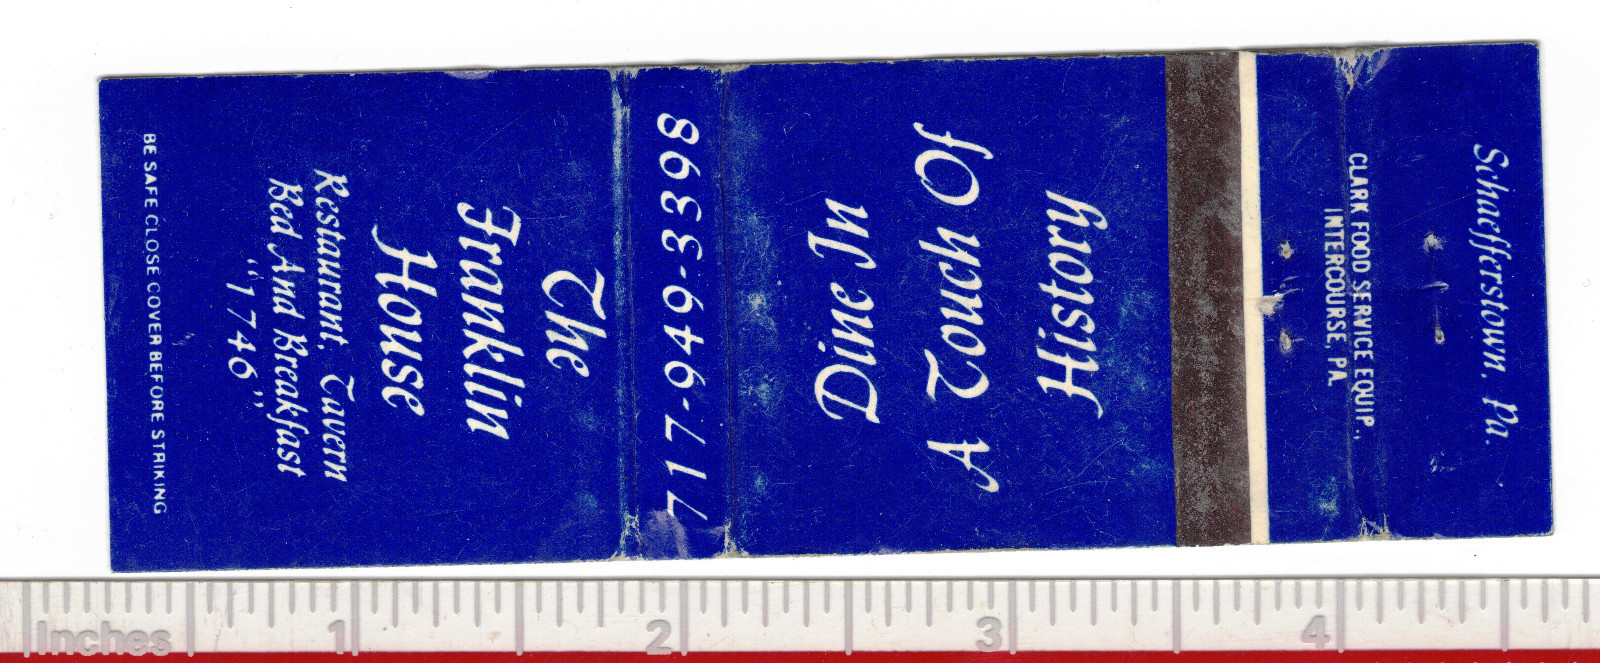 The
Franklin
House
Restaurant, Tavern
Bed And Breakfast
"1746"
BE SAFE CLOSE COVER BEFORE STRIKING
717-949-3398
Dine In
A Touch Of
History
CLARK FOOD SERVICE EQUIP.,
INTERCOURSE, PA.
Schaefferstown, Pa.
Inches
1
2
3
4